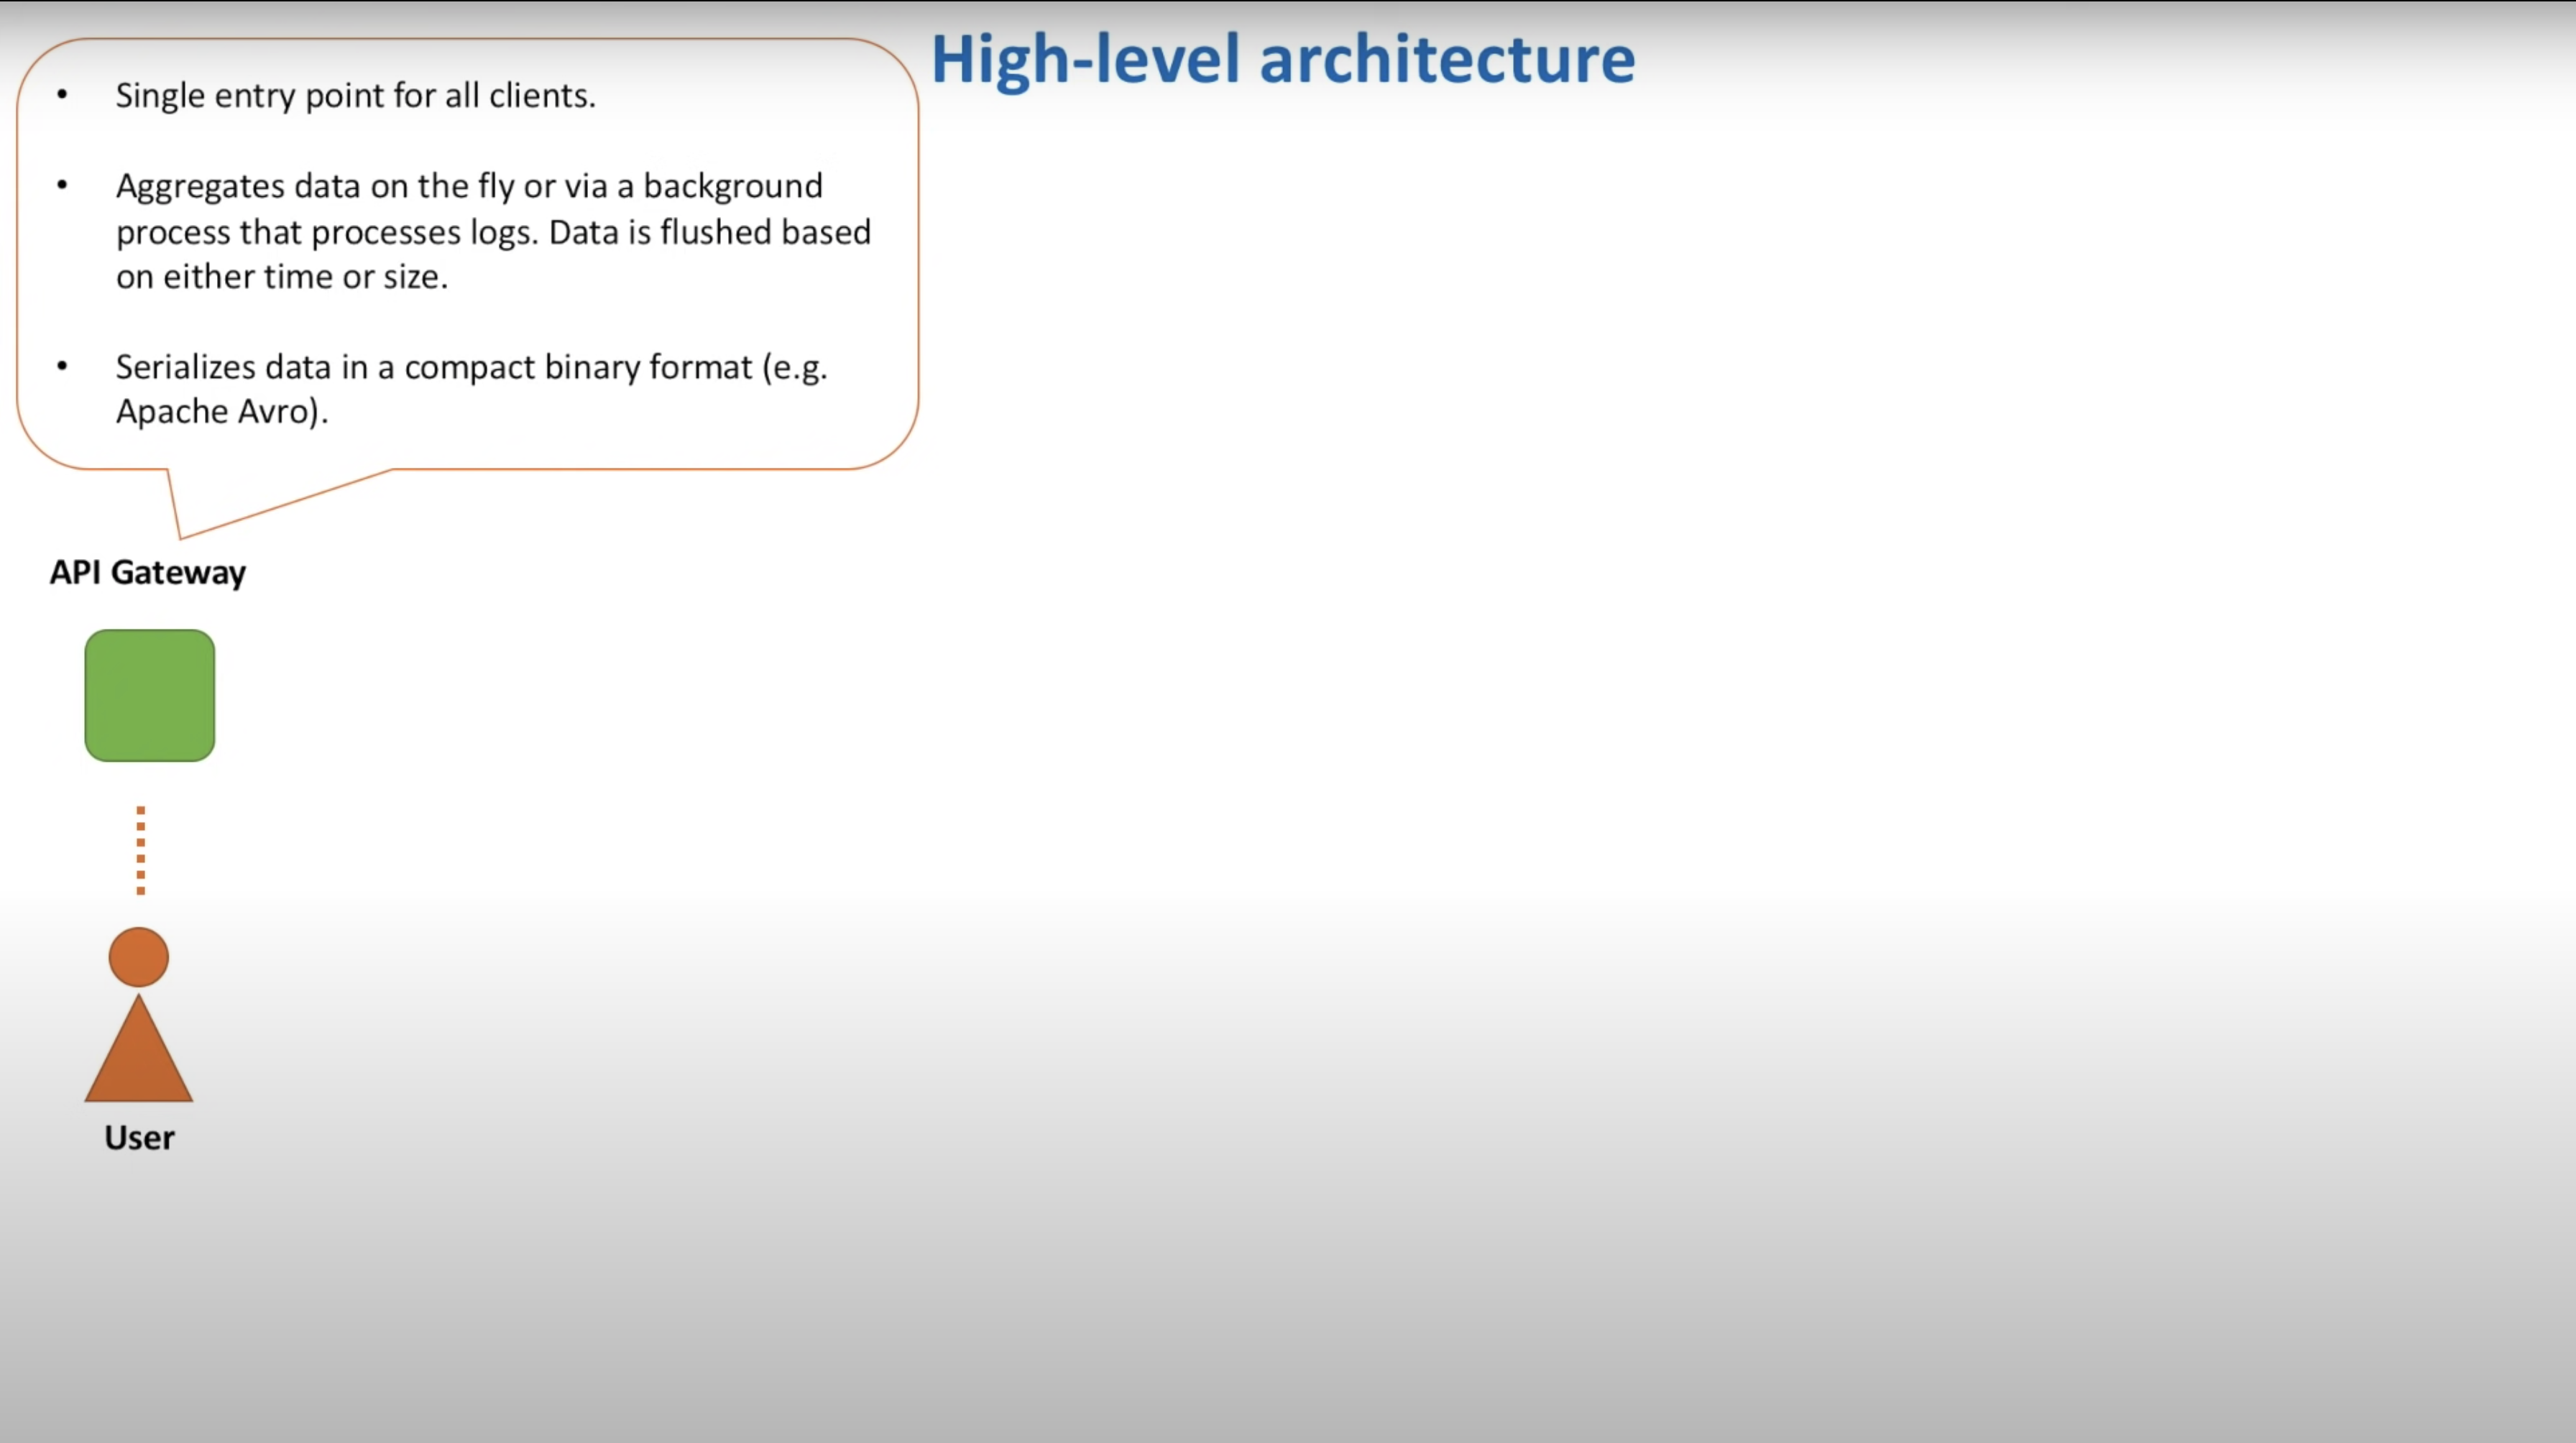 High-level architecture
• Single entry point for all clients.
• Aggregates data on the fly or via a background
process that processes logs. Data is flushed based
on either time or size.
• Serializes data in a compact binary format (e.g.
Apache Avro).
API Gateway
User